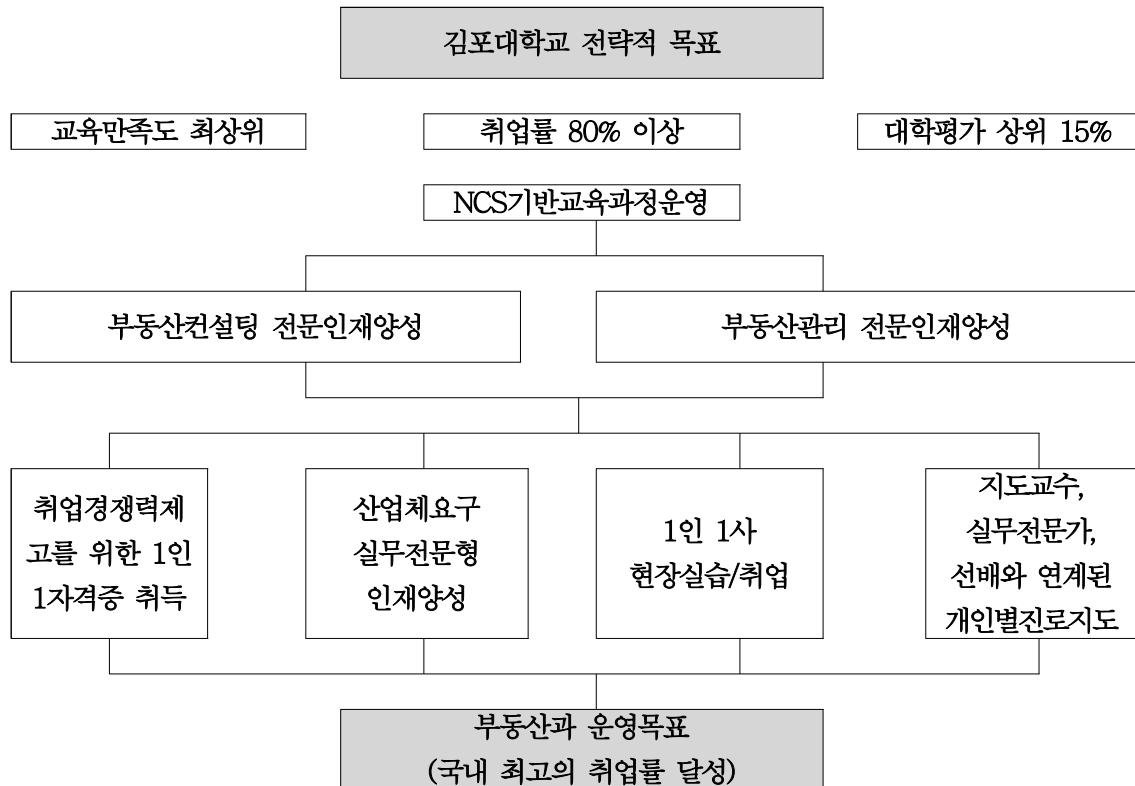 김포대학교 전략적 목표
교육만족도 최상위
취업률 80% 이상
대학평가 상위 15%
NCS기반교육과정운영
부동산컨설팅 전문인재양성
부동산관리 전문인재양성
취업경쟁력제
고를 위한 1인
1자격증 취득
산업체요구
실무전문형
인재양성
1인 1사
현장실습/취업
지도교수,
실무전문가,
선배와 연계된
개인별진로지도
부동산과 운영목표
(국내 최고의 취업률 달성)